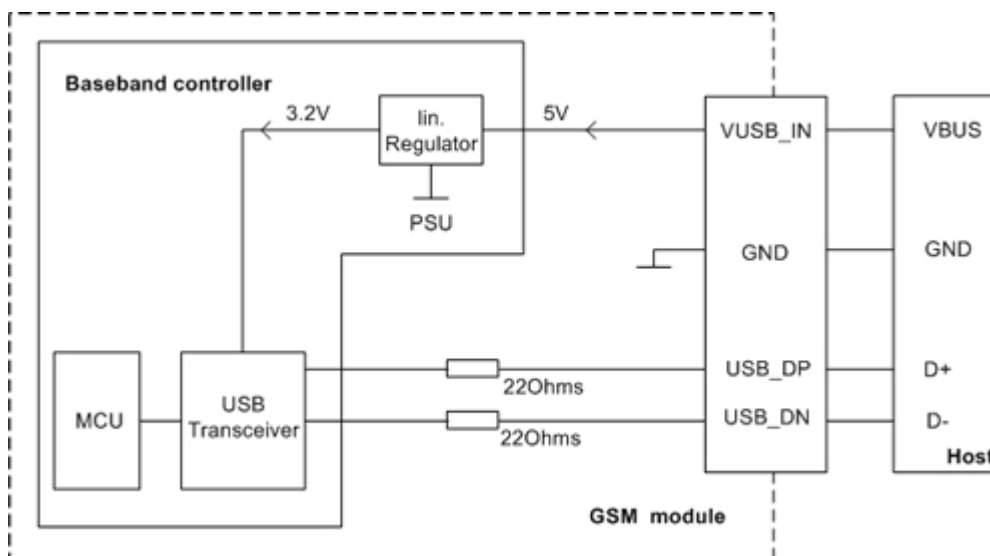 Baseband controller
3.2V
lin.
Regulator
5V
VUSB_IN
VBUS
PSU
GND
GND
USB_DP
D+
22Ohms
MCU
USB
Transceiver
USB_DN
D-
22Ohms
Host
GSM module